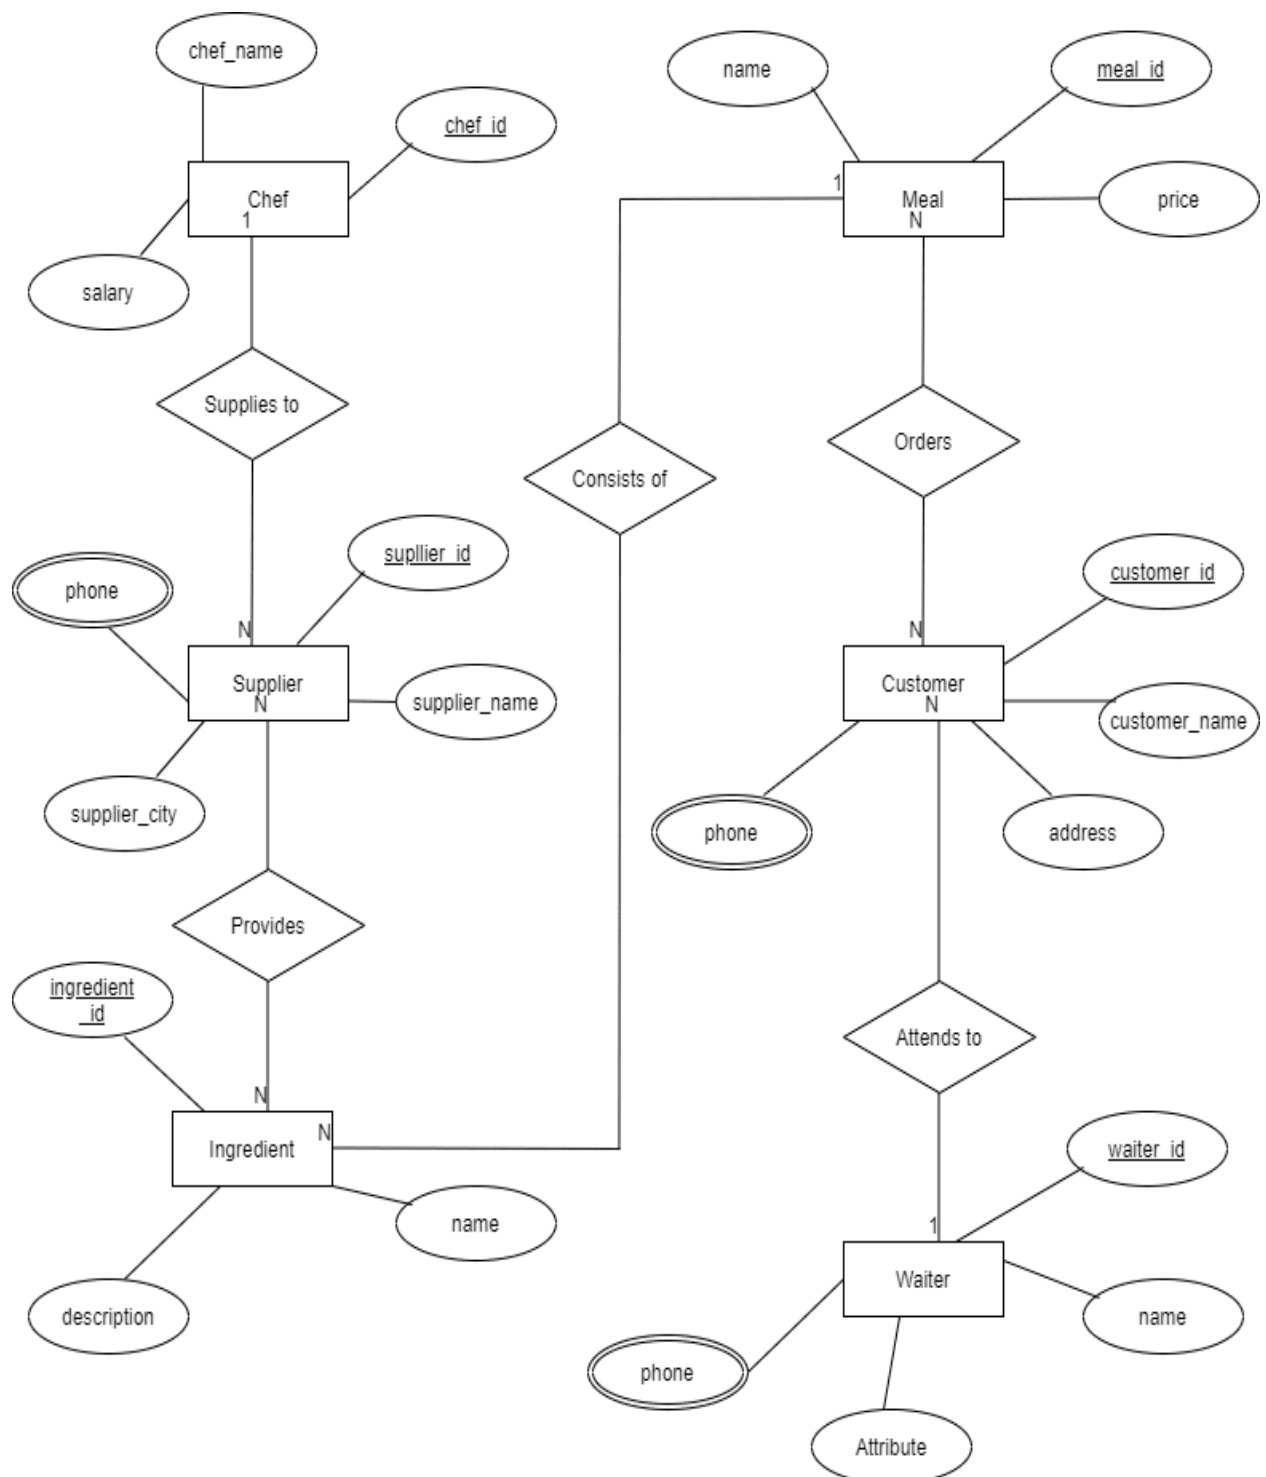 chef_name
name
meal_id
chef_id
Chef
1
1
Meal
N
price
salary
Supplies to
Orders
Consists of
supllier_id
customer_id
phone
N
N
Supplier
N
supplier_name
Customer
N
customer_name
supplier_city
phone
address
Provides
ingredient
_id
Attends to
N
N
Ingredient
waiter_id
name
1
Waiter
description
name
phone
Attribute